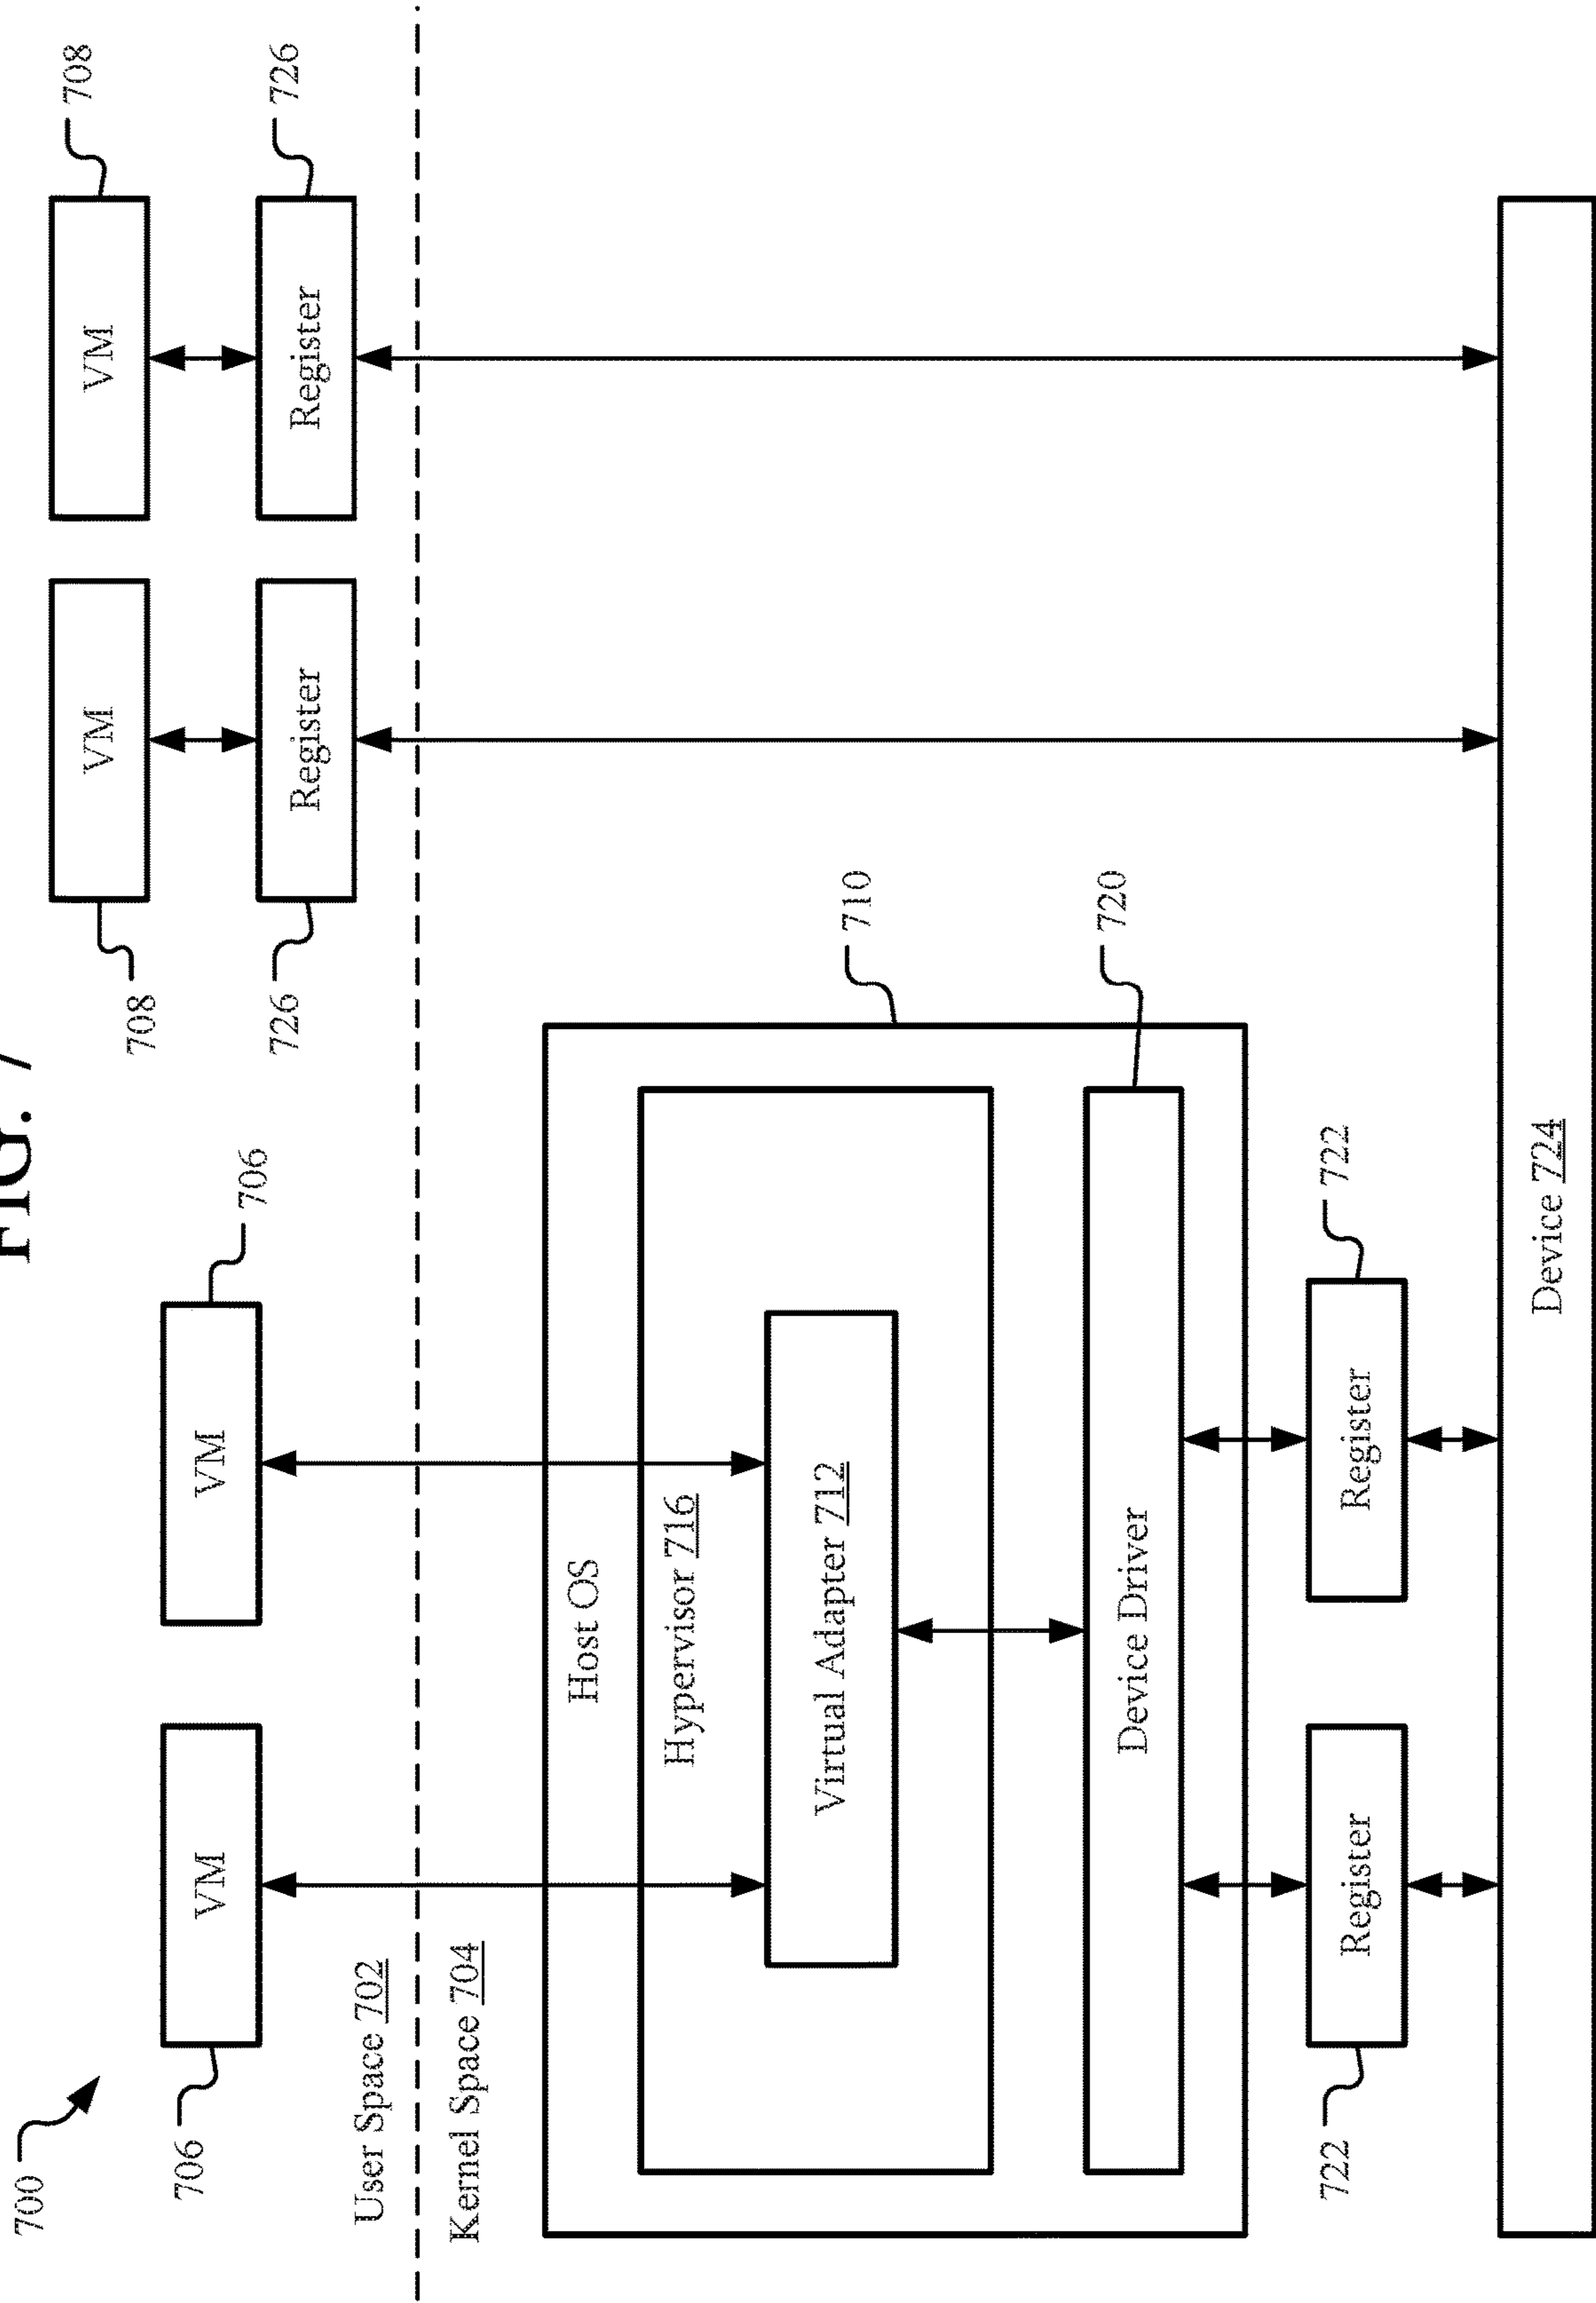 FIG. 7
700
708
708
VM
VM
706
706
VM
VM
726
726
Register
Register
User Space 702
Kernel Space 704
Host OS
710
Hypervisor 716
Virtual Adapter 712
720
Device Driver
722
722
Register
Register
Device 724